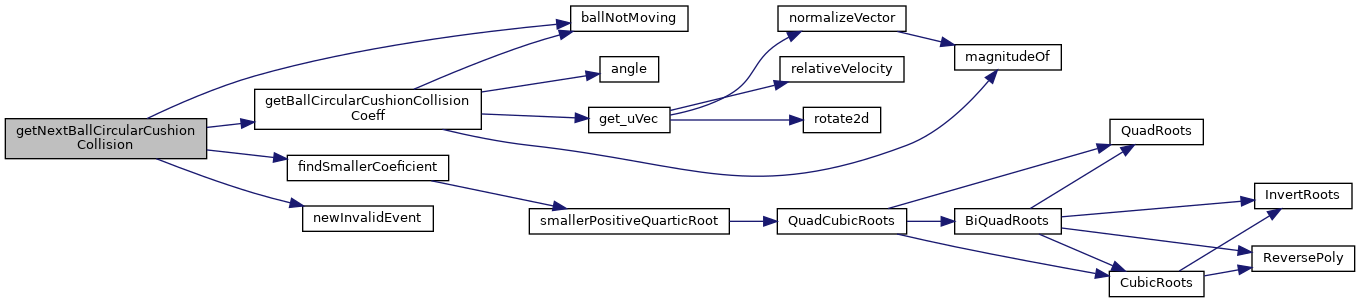 getNextBallCircularCushion
Collision
ballNotMoving
getBallCircularCushionCollision
Coeff
angle
get_uVec
normalizeVector
relativeVelocity
rotate2d
magnitudeOf
findSmallerCoeficient
newInvalidEvent
smallerPositiveQuarticRoot
QuadCubicRoots
BiQuadRoots
QuadRoots
InvertRoots
ReversePoly
CubicRoots